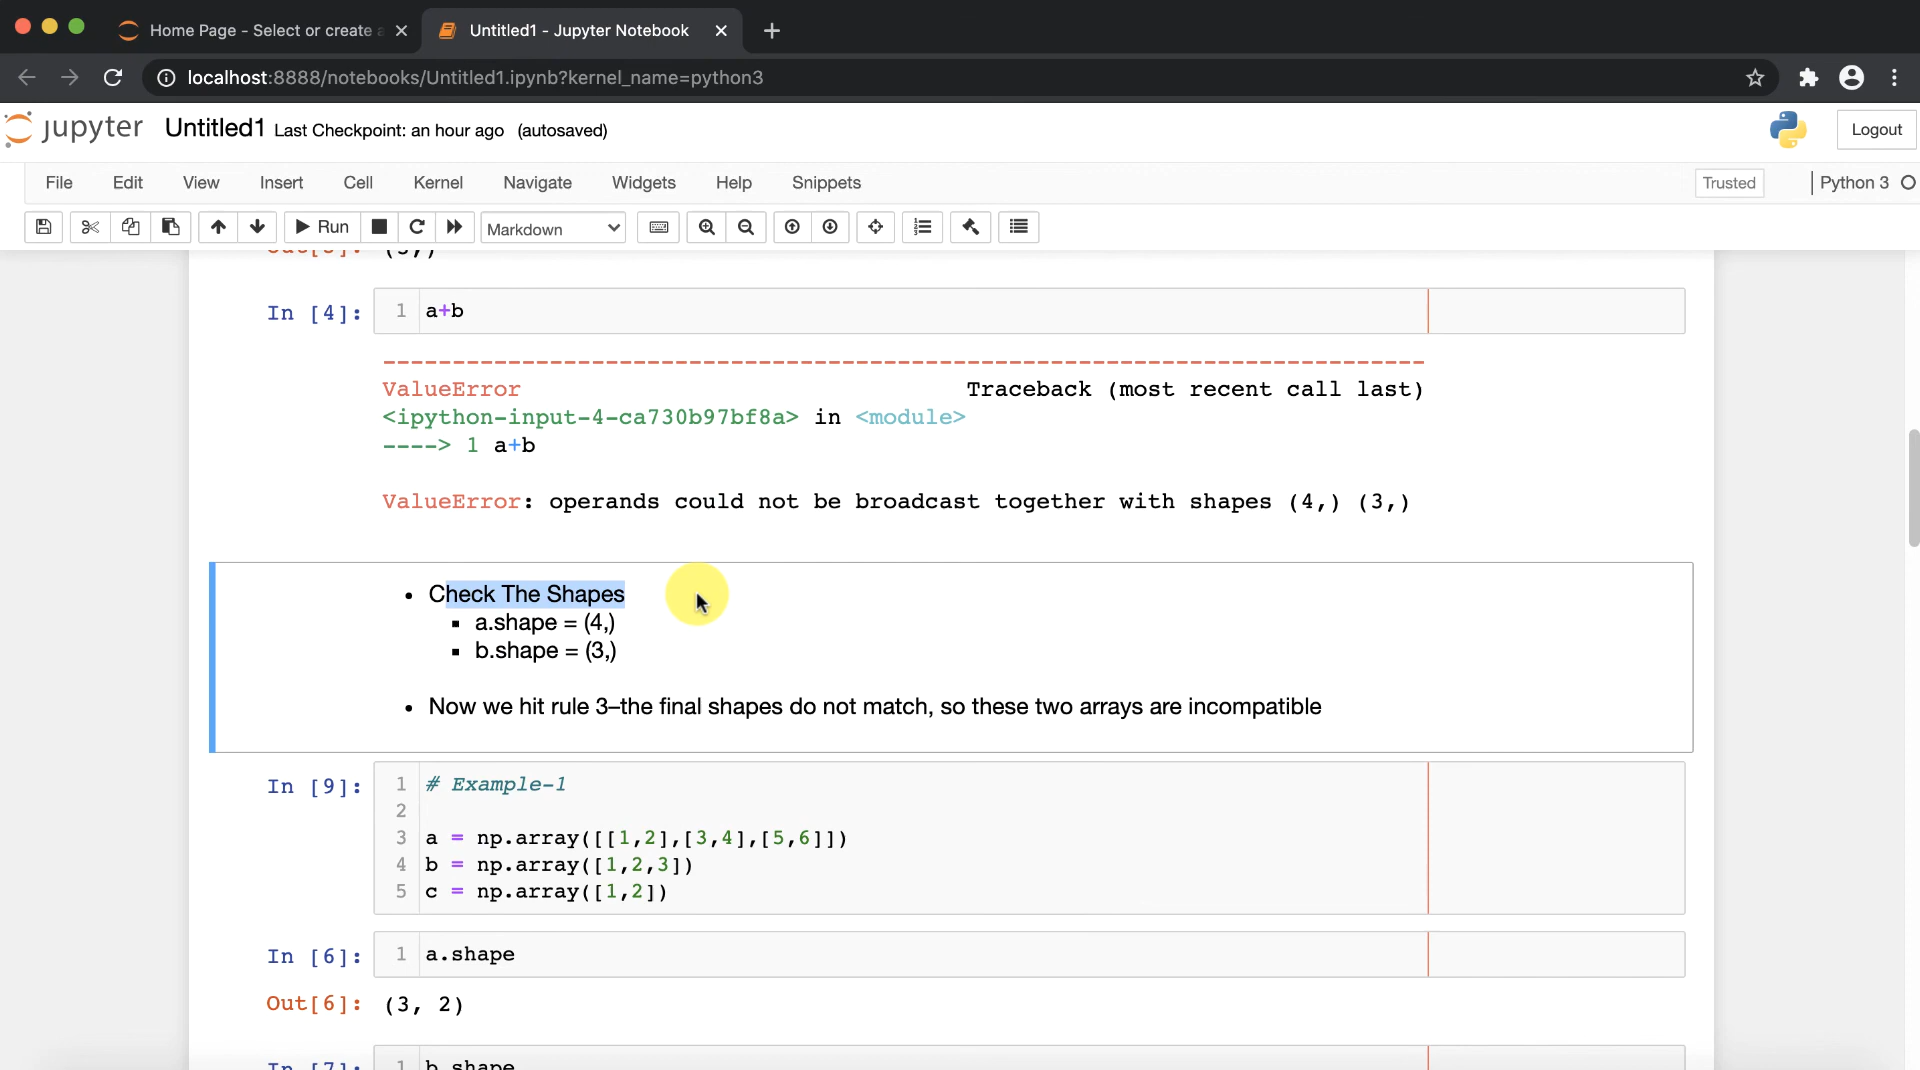 Home Page - Select or create a
Untitled1 - Jupyter Notebook
localhost:8888/notebooks/Untitled1.ipynb?kernel_name=python3
jupyter Untitled1 Last Checkpoint: an hour ago (autosaved)
Logout
File Edit View Insert Cell Kernel Navigate Widgets Help Snippets
Trusted
Python 3
Run
Markdown
In [4]: 1 a+b
---------------------------------------------------------------------------
ValueError Traceback (most recent call last)
<ipython-input-4-ca730b97bf8a> in <module>
----> 1 a+b
ValueError: operands could not be broadcast together with shapes (4,) (3,)
• Check The Shapes
▪ a.shape = (4,)
▪ b.shape = (3,)
• Now we hit rule 3–the final shapes do not match, so these two arrays are incompatible
In [9]: 1 # Example-1
2
3 a = np.array([[1,2],[3,4],[5,6]])
4 b = np.array([1,2,3])
5 c = np.array([1,2])
In [6]: 1 a.shape
Out[6]: (3, 2)
In [7]: 1 b.shape